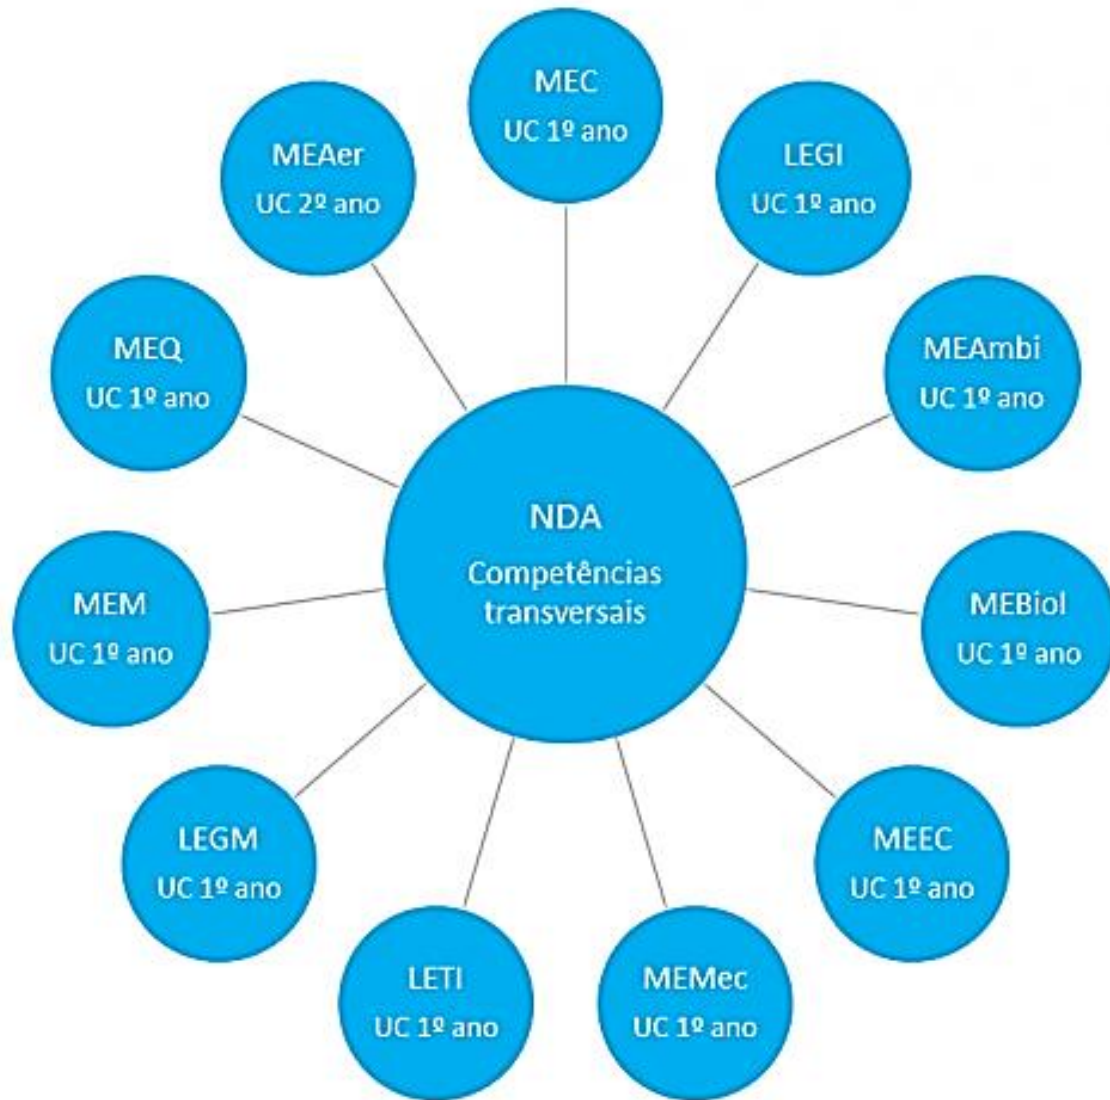 MEC
UC 1º ano
LEGI
UC 1º ano
MEAmbi
UC 1º ano
MEBiol
UC 1º ano
MEEC
UC 1º ano
MEMec
UC 1º ano
LETI
UC 1º ano
LEGM
UC 1º ano
MEM
UC 1º ano
MEQ
UC 1º ano
MEAer
UC 2º ano
NDA
Competências
transversais